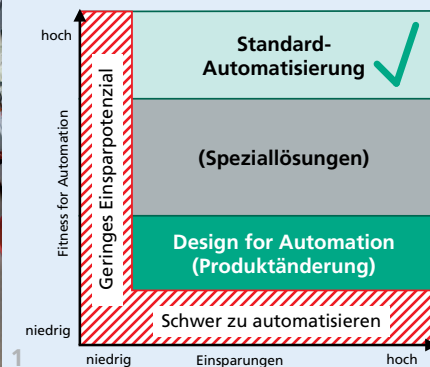 hoch
Standard-
Automatisierung
(Speziallösungen)
Design for Automation
(Produktänderung)
Geringes Einsparpotenzial
Fitness for Automation
Schwer zu automatisieren
niedrig
niedrig Einsparungen hoch
1